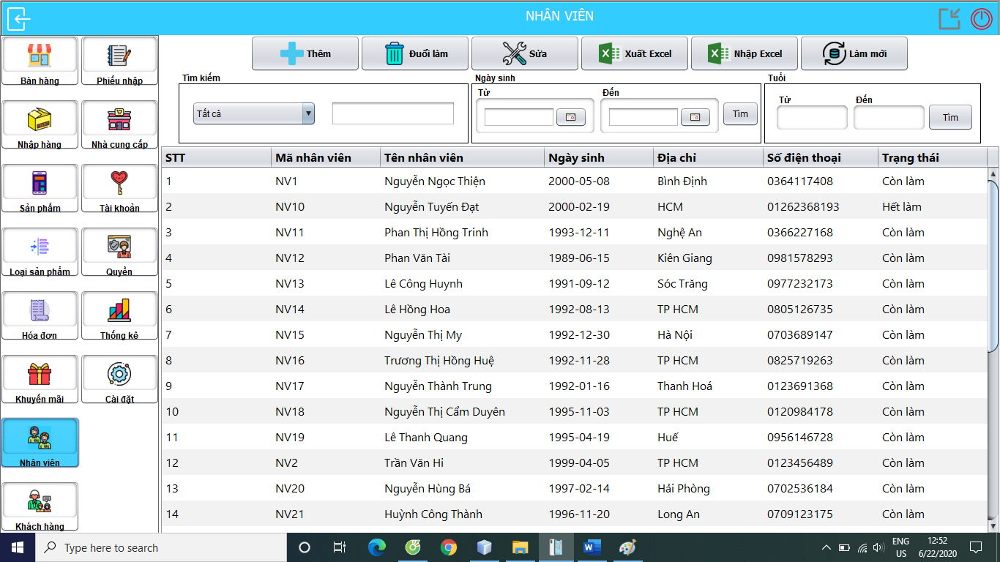 NHÂN VIÊN
Bán hàng
Phiếu nhập
Nhập hàng
Nhà cung cấp
Sản phẩm
Tài khoản
Loại sản phẩm
Quyền
Hóa đơn
Thống kê
Khuyến mãi
Cài đặt
Nhân viên
Khách hàng
Thêm
Đuổi làm
Sửa
Xuất Excel
Nhập Excel
Làm mới
Tìm kiếm
Tất cả
Ngày sinh
Từ
Đến
Tìm
Tuổi
Từ
Đến
Tìm
STT Mã nhân viên Tên nhân viên Ngày sinh Địa chỉ Số điện thoại Trạng thái
1 NV1 Nguyễn Ngọc Thiện 2000-05-08 Bình Định 0364117408 Còn làm
2 NV10 Nguyễn Tuyến Đạt 2000-02-19 HCM 01262368193 Hết làm
3 NV11 Phan Thị Hồng Trinh 1993-12-11 Nghệ An 0366227168 Còn làm
4 NV12 Phan Văn Tài 1989-06-15 Kiên Giang 0981578293 Còn làm
5 NV13 Lê Công Huynh 1991-09-12 Sóc Trăng 0977232173 Còn làm
6 NV14 Lê Hồng Hoa 1992-08-13 TP HCM 0805126735 Còn làm
7 NV15 Nguyễn Thị My 1992-12-30 Hà Nội 0703689147 Còn làm
8 NV16 Trương Thị Hồng Huệ 1992-11-28 TP HCM 0825719263 Còn làm
9 NV17 Nguyễn Thành Trung 1992-01-16 Thanh Hoá 0123691368 Còn làm
10 NV18 Nguyễn Thị Cẩm Duyên 1995-11-03 TP HCM 0120984178 Còn làm
11 NV19 Lê Thanh Quang 1995-04-19 Huế 0956146728 Còn làm
12 NV2 Trần Văn Hi 1999-04-05 TP HCM 0123456489 Còn làm
13 NV20 Nguyễn Hùng Bá 1997-02-14 Hải Phòng 0702536184 Còn làm
14 NV21 Huỳnh Công Thành 1996-11-20 Long An 0709123175 Còn làm
Type here to search
ENG
US
12:52
6/22/2020